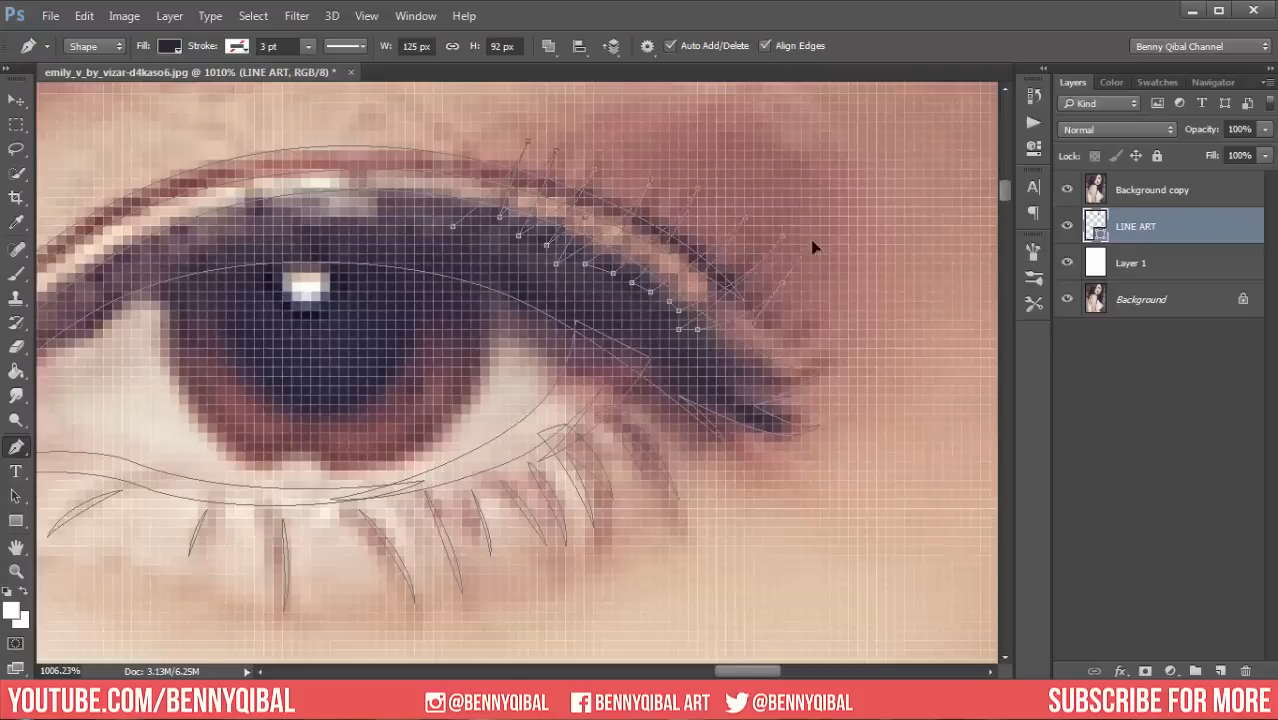 Ps File Edit Image Layer Type Select Filter 3D View Window Help
Shape Fill: Stroke: 3 pt W: 125 px H: 92 px Auto Add/Delete Align Edges Benny Qibal Channel
emily_v_by_vizar-d4kaso6.jpg @ 1010% (LINE ART, RGB/8) * ×
Layers Color Swatches Navigator
Kind
Normal Opacity: 100%
Lock: Fill: 100%
Background copy
LINE ART
Layer 1
Background
1006.23% Doc: 3.13M/6.25M
YOUTUBE.COM/BENNYQIBAL @BENNYQIBAL BENNYQIBAL ART @BENNYQIBAL SUBSCRIBE FOR MORE